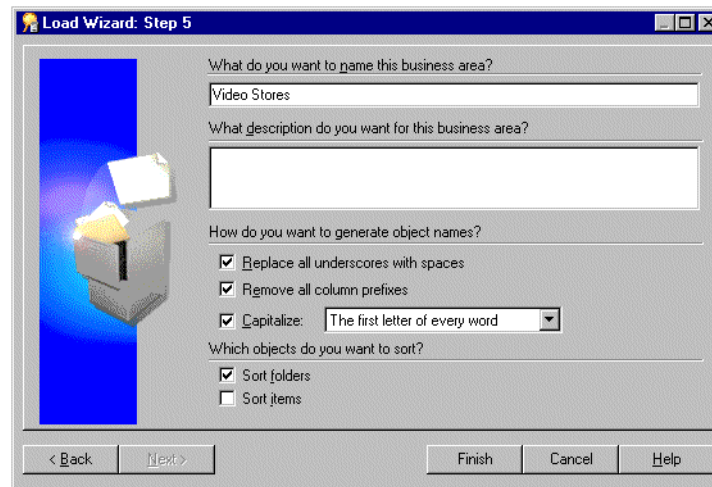 Load Wizard: Step 5
What do you want to name this business area?
Video Stores
What description do you want for this business area?
How do you want to generate object names?
Replace all underscores with spaces
Remove all column prefixes
Capitalize: The first letter of every word
Which objects do you want to sort?
Sort folders
Sort items
< Back Next > Finish Cancel Help